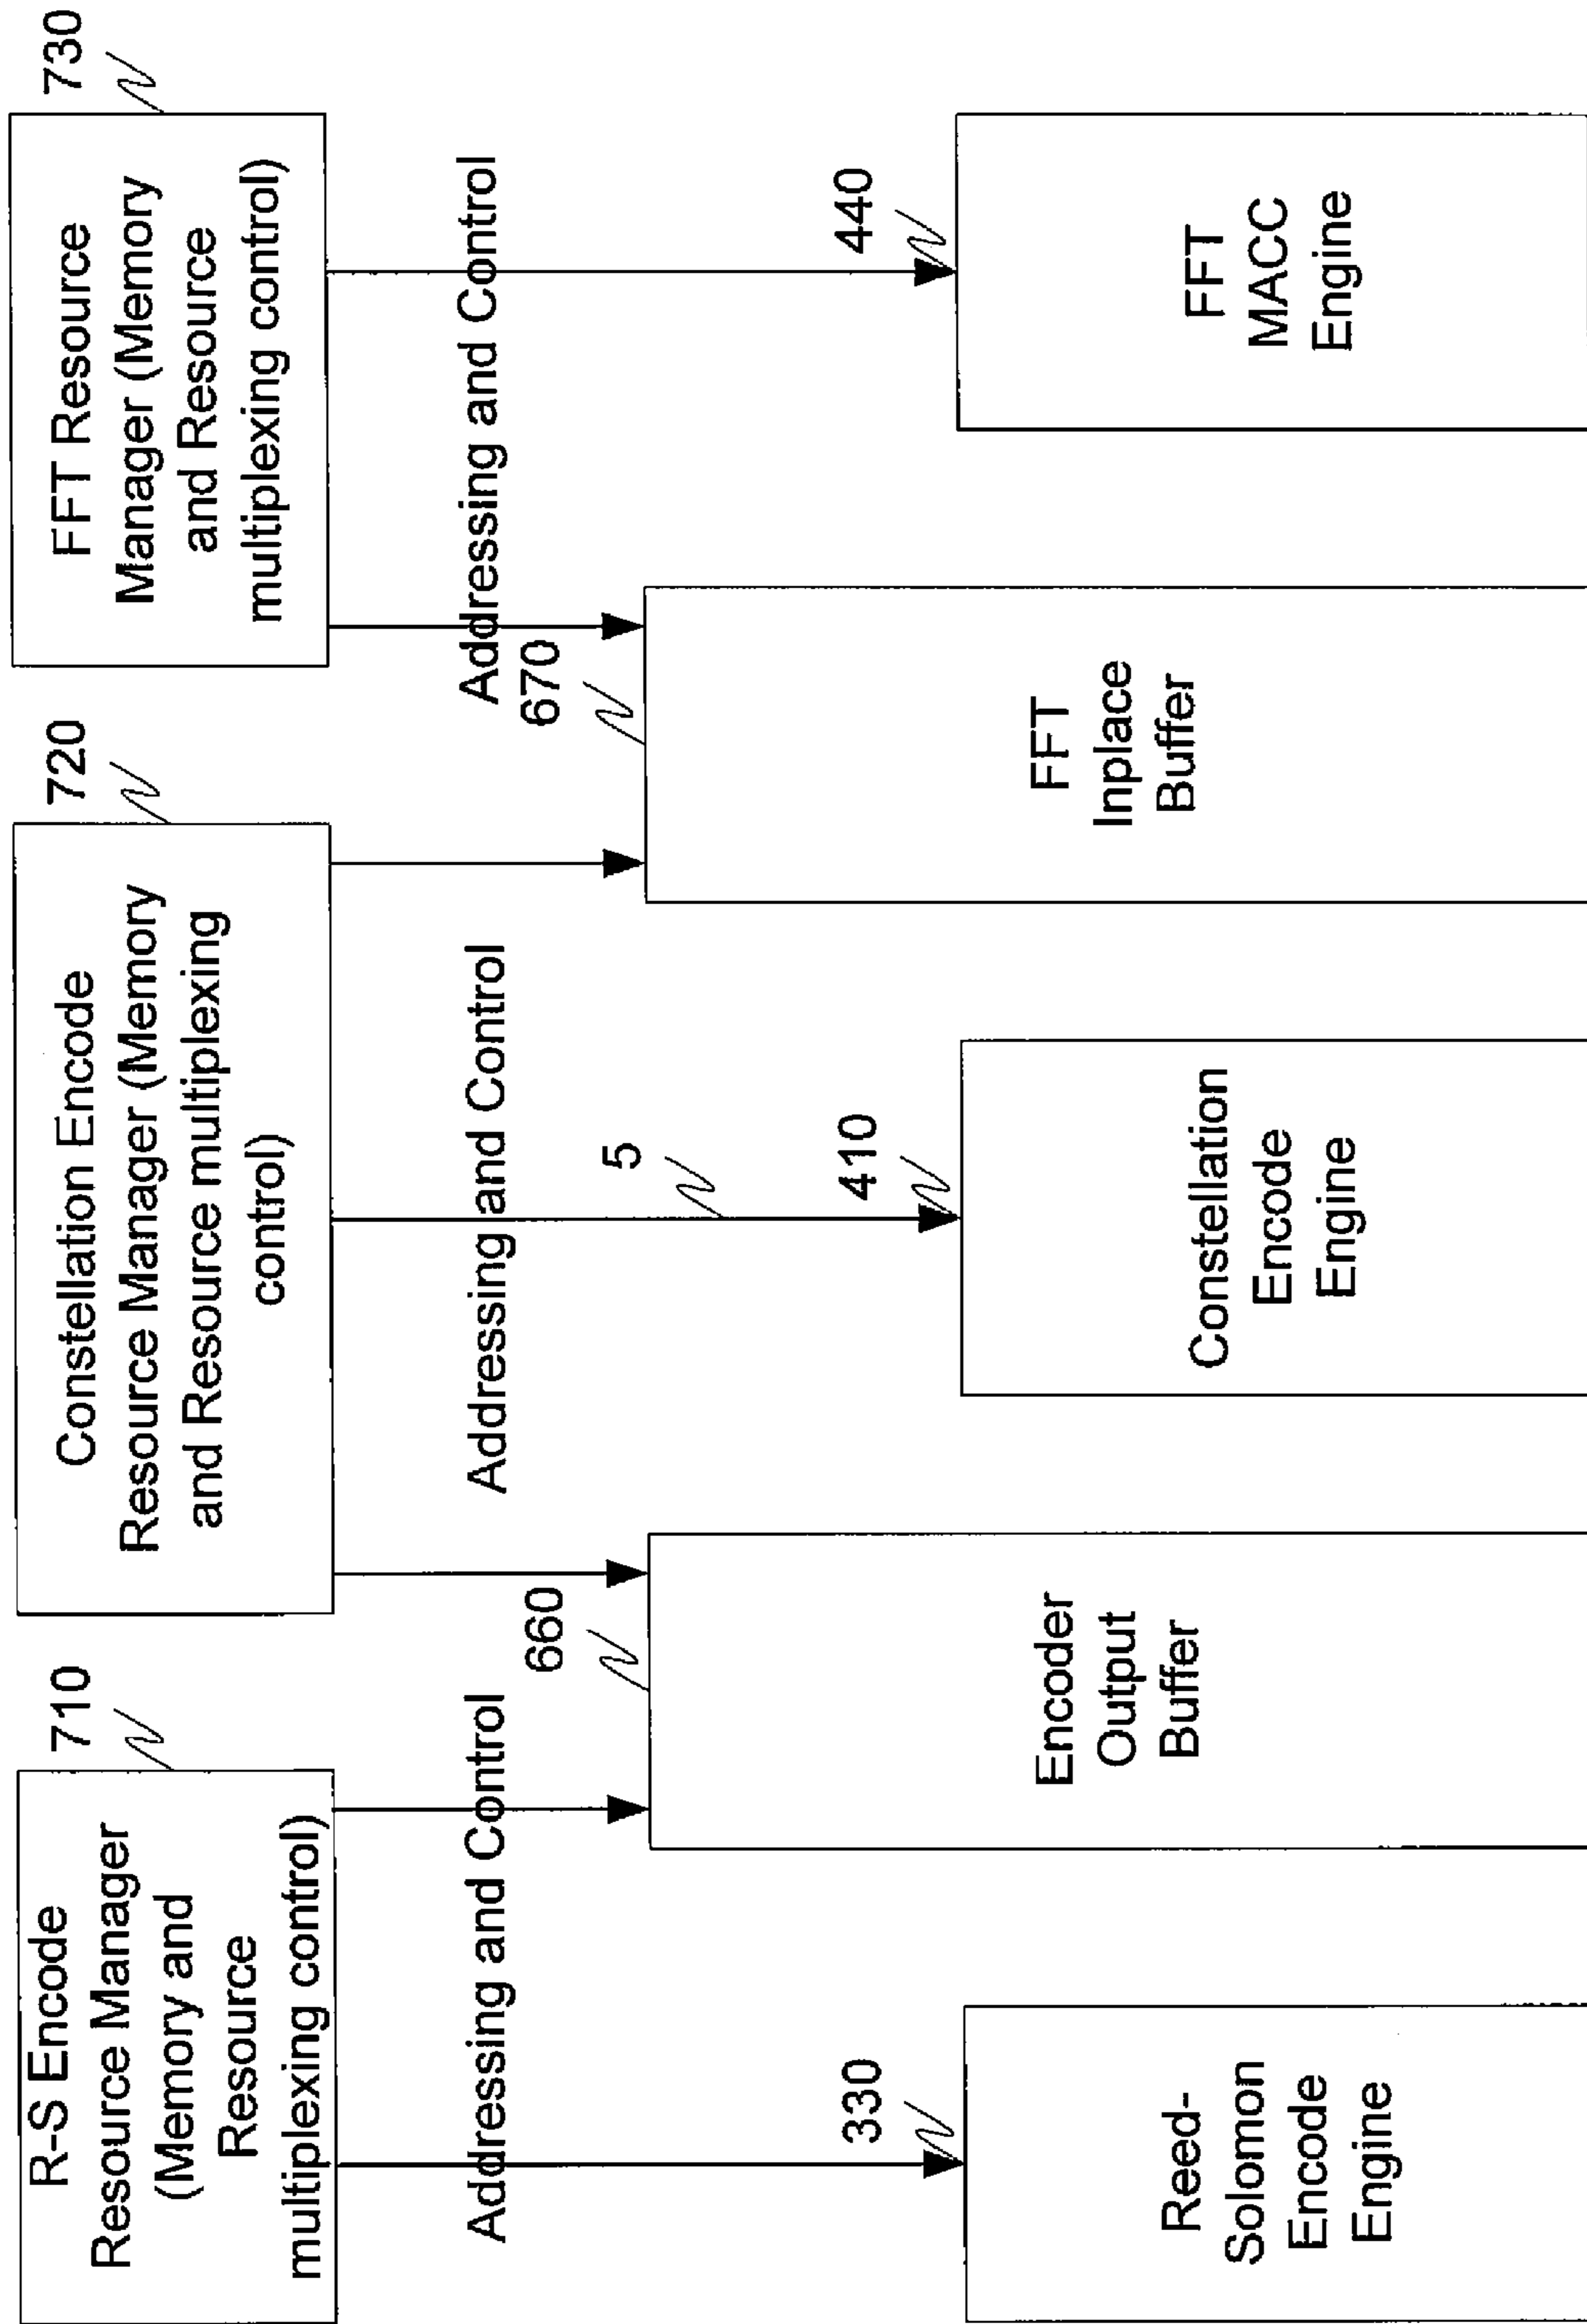 R-S Encode
Resource Manager
(Memory and
Resource
multiplexing control)
710
Constellation Encode
Resource Manager (Memory
and Resource multiplexing
control)
720
FFT Resource
Manager (Memory
and Resource
multiplexing control)
730
Addressing and Control
Addressing and Control
Addressing and Control
660
670
5
330
410
440
Reed-
Solomon
Encode
Engine
Encoder
Output
Buffer
Constellation
Encode
Engine
FFT
Inplace
Buffer
FFT
MACC
Engine